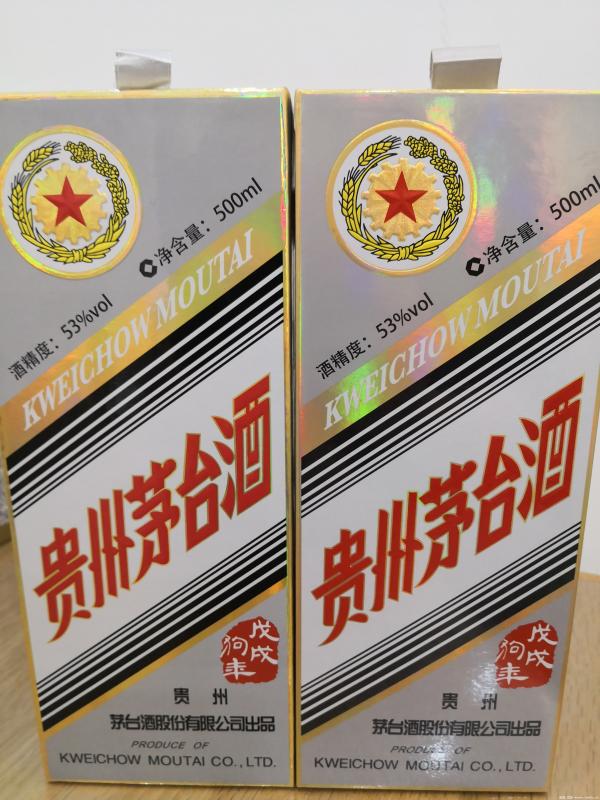 净含量：500ml
酒精度：53%vol
KWEICHOW MOUTAI
贵州茅台酒
戊戌
狗年
贵州
茅台酒股份有限公司出品
PRODUCE OF
KWEICHOW MOUTAI CO., LTD.
净含量：500ml
酒精度：53%vol
KWEICHOW MOUTAI
贵州茅台酒
戊戌
狗年
贵州
茅台酒股份有限公司出品
PRODUCE OF
KWEICHOW MOUTAI CO., LTD.